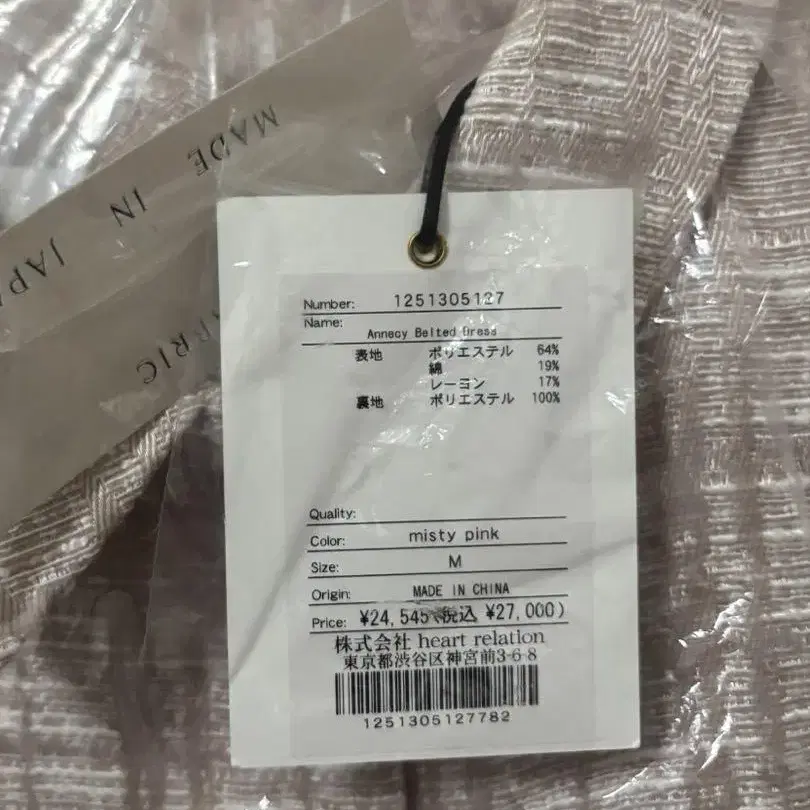 MADE IN JAPA
FABRIC
Number: 1251305127
Name:
Annecy Belted Dress
表地 ポリエステル 64%
綿 19%
レーヨン 17%
裏地 ポリエステル 100%
Quality:
Color: misty pink
Size: M
Origin: MADE IN CHINA
Price: ¥24,545(税込 ¥27,000)
株式会社 heart relation
東京都渋谷区神宮前3-6-8
1251305127782